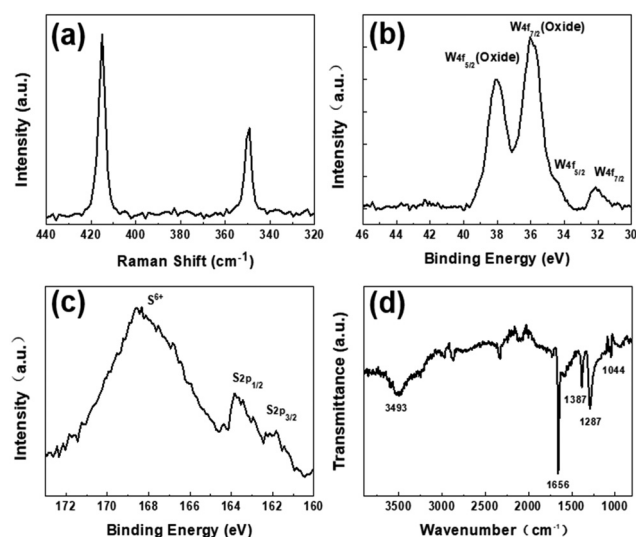 (a)
Intensity (a.u.)
440 420 400 380 360 340 320
Raman Shift (cm⁻¹)
(b)
W4f₇/₂(Oxide)
W4f₅/₂(Oxide)
W4f₅/₂
W4f₇/₂
Intensity (a.u.)
46 42 38 36 34 32 30
Binding Energy (eV)
(c)
S⁶⁺
S2p₁/₂
S2p₃/₂
Intensity (a.u.)
172 170 168 166 164 162 160
Binding Energy (eV)
(d)
3493
1656
1387
1287
1044
Transmittance (a.u.)
3500 2500 2000 1500 1000
Wavenumber (cm⁻¹)